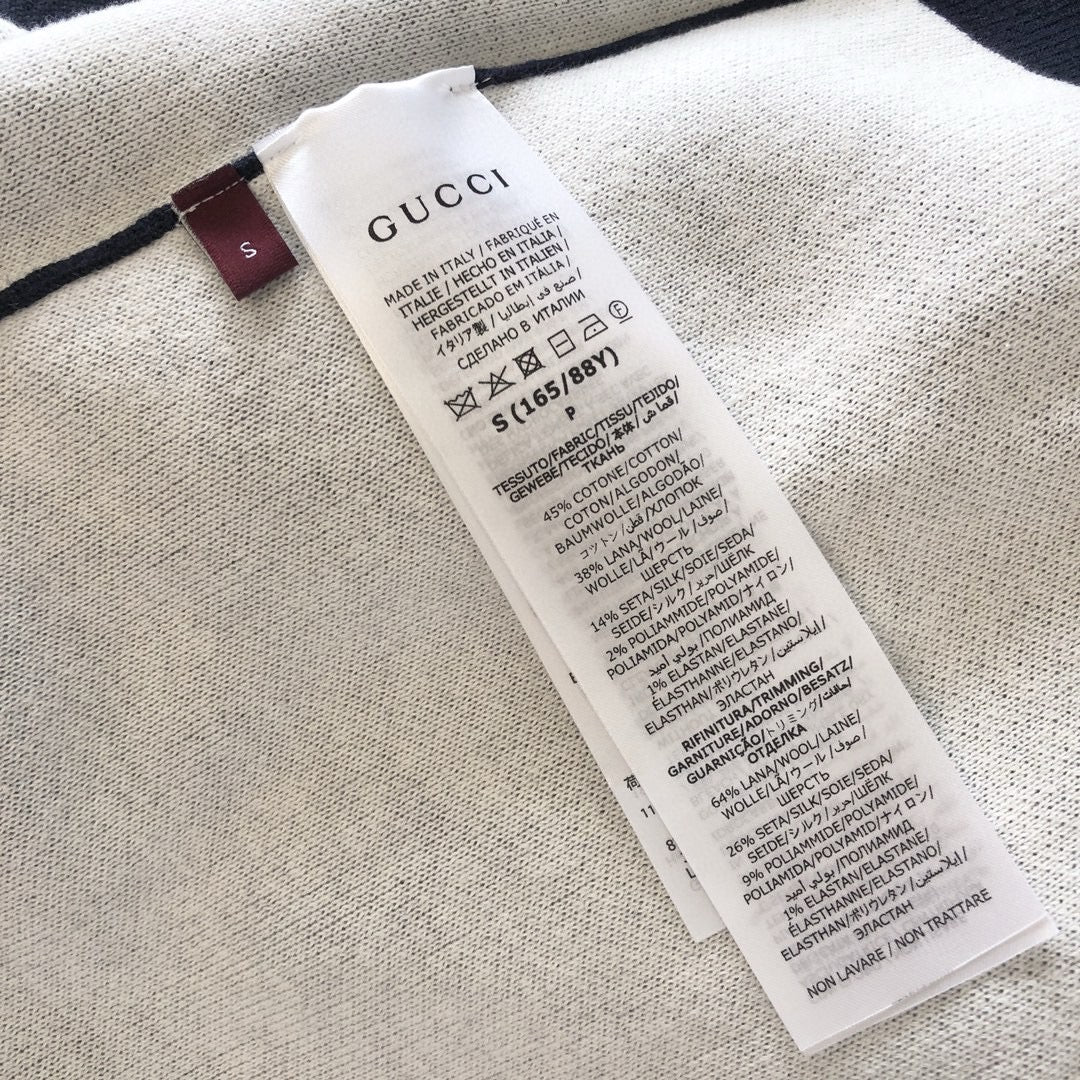 S
GUCCI
MADE IN ITALY / FABRIQUÉ EN
ITALIE / HECHO EN ITALIA /
HERGESTELLT IN ITALIEN /
FABRICADO EM ITÁLIA/
イタリア製 / صنع في إيطاليا /
СДЕЛАНО В ИТАЛИИ
F
S (165/88Y)
P
TESSUTO/FABRIC/TISSU/TEJIDO/
GEWEBE/TECIDO/ 本体/ قماش/
ТКАНЬ
45% COTONE/COTTON/
COTON/ALGODON/
BAUMWOLLE/ALGODÃO/
コットン/قطن/ХЛОПОК
38% LANA/WOOL/LAINE/
WOLLE/LÃ/ウール/ صوف/
ШЕРСТЬ
14% SETA/SILK/SOIE/SEDA/
SEIDE/シルク/حرير/ШЁЛК
2% POLIAMMIDE/POLYAMIDE/
POLIAMIDA/POLYAMID/ナイロン/
بولي أميد/ПОЛИАМИД
1% ELASTAN/ELASTANE/
ÉLASTHANNE/ELASTANO/
ELASTHAN/ポリウレタン/إيلاستين/
ЭЛАСТАН
RIFINITURA/TRIMMING/
GARNITURE/ADORNO/BESATZ/
GUARNIÇÃO/トリミング/حافات/
ОТДЕЛКА
64% LANA/WOOL/LAINE/
WOLLE/LÃ/ウール/ صوف/
ШЕРСТЬ
26% SETA/SILK/SOIE/SEDA/
SEIDE/シルク/حرير/ШЁЛК
9% POLIAMMIDE/POLYAMIDE/
POLIAMIDA/POLYAMID/ナイロン/
بولي أميد/ПОЛИАМИД
1% ELASTAN/ELASTANE/
ÉLASTHANNE/ELASTANO/
ELASTHAN/ポリウレタン/إيلاستين/
ЭЛАСТАН
NON LAVARE / NON TRATTARE
荷
11
8